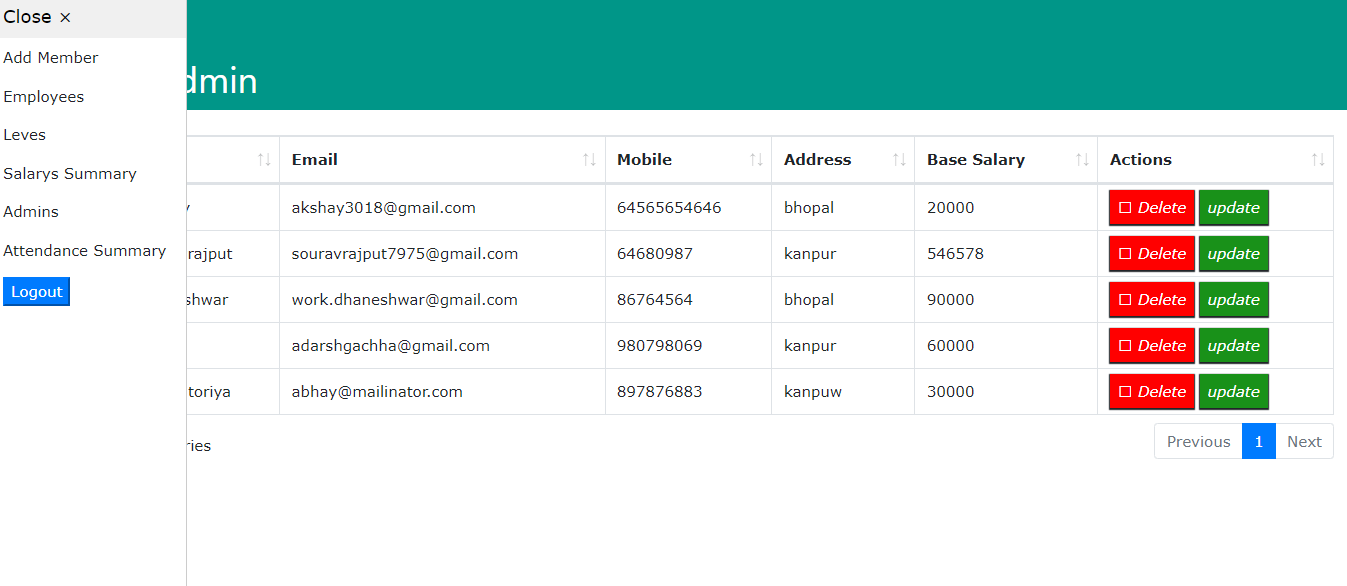 Close ×
Add Member
Employees
Leves
Salarys Summary
Admins
Attendance Summary
Logout
dmin
Email Mobile Address Base Salary Actions
akshay3018@gmail.com 64565654646 bhopal 20000 Delete update
rajput souravrajput7975@gmail.com 64680987 kanpur 546578 Delete update
shwar work.dhaneshwar@gmail.com 86764564 bhopal 90000 Delete update
adarshgachha@gmail.com 980798069 kanpur 60000 Delete update
toriya abhay@mailinator.com 897876883 kanpuw 30000 Delete update
ries
Previous 1 Next